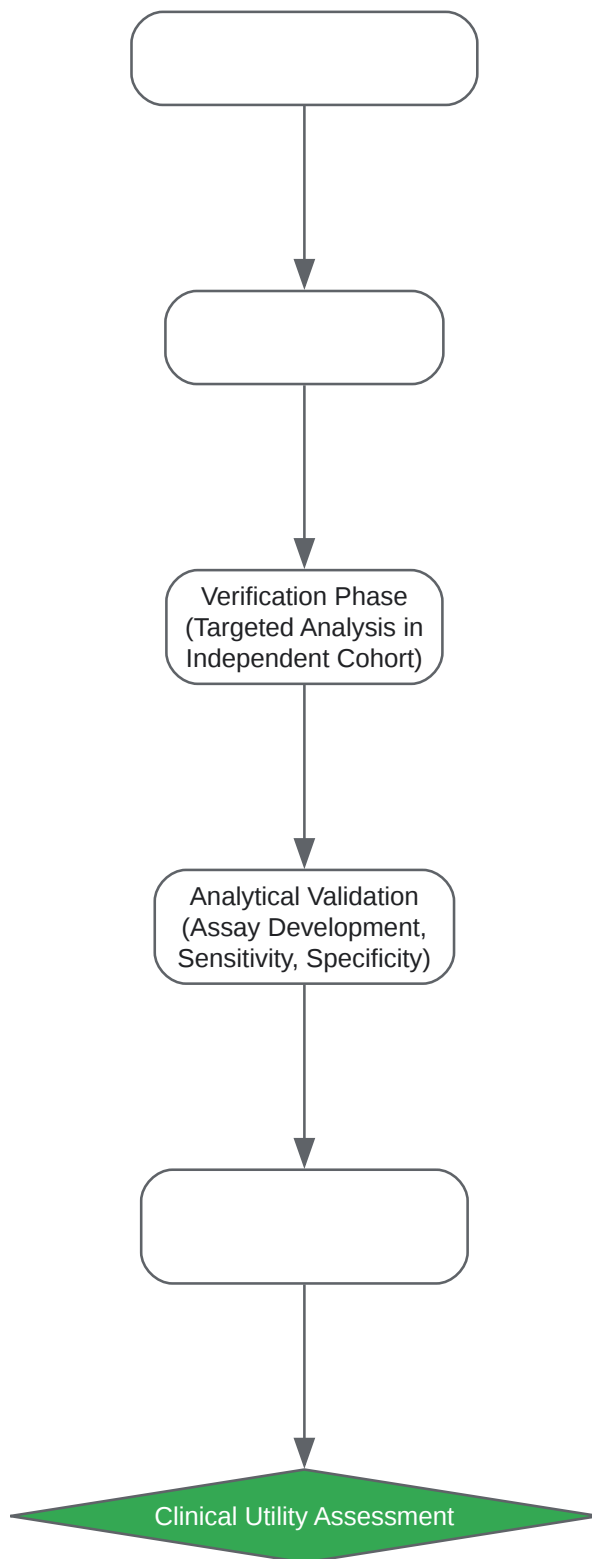 Verification Phase
(Targeted Analysis in
Independent Cohort)
Analytical Validation
(Assay Development,
Sensitivity, Specificity)
Clinical Utility Assessment